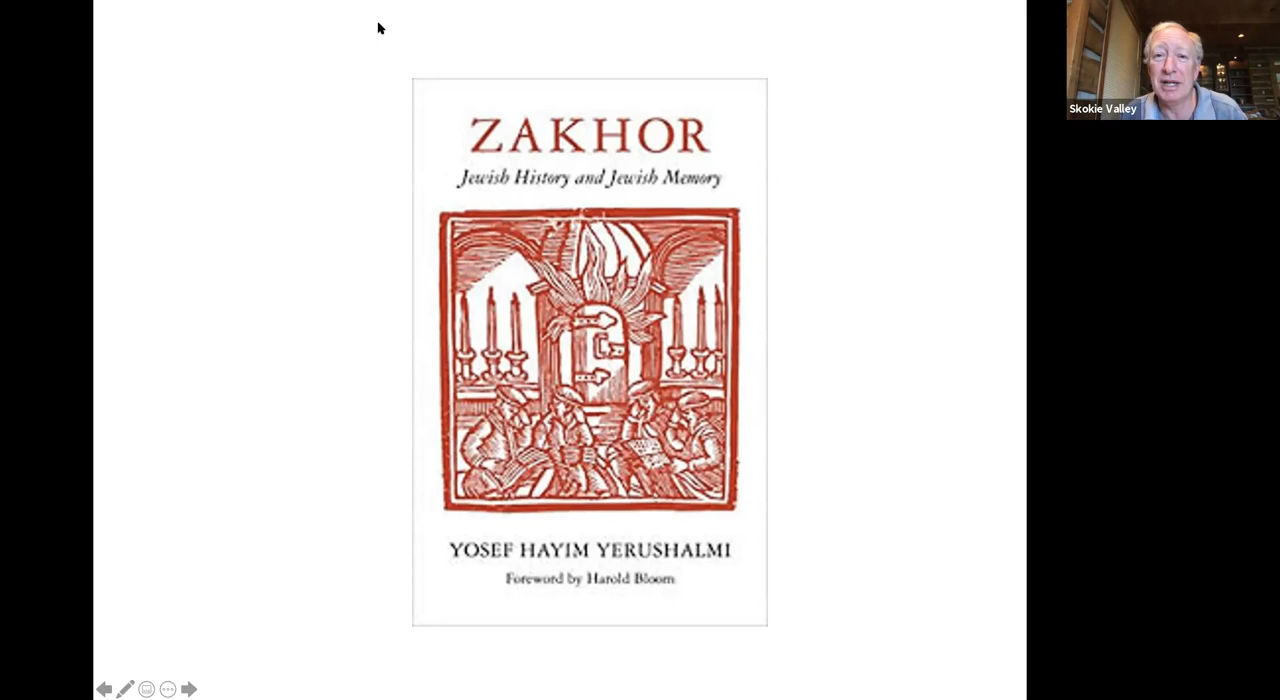 ZAKHOR
Jewish History and Jewish Memory
YOSEF HAYIM YERUSHALMI
Foreword by Harold Bloom
Skokie Valley